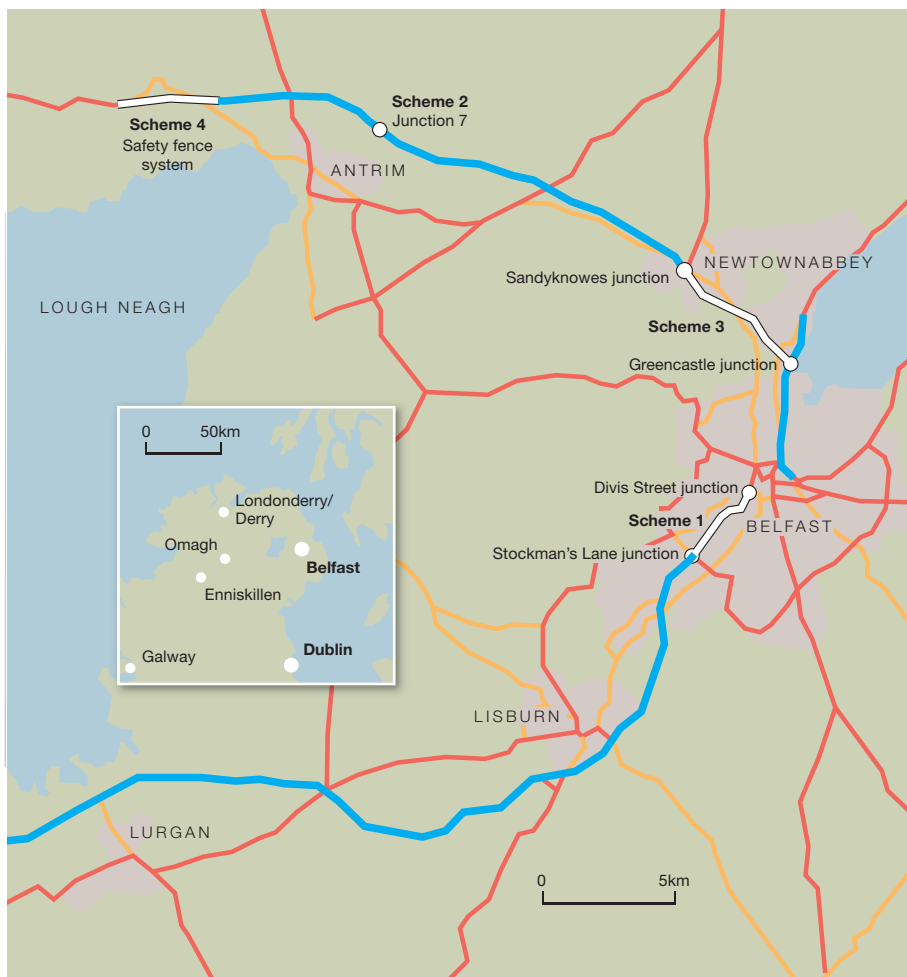 Scheme 2
Junction 7
Scheme 4
Safety fence
system
ANTRIM
NEWTOWNABBEY
Sandyknowes junction
LOUGH NEAGH
Scheme 3
Greencastle junction
0 50km
Londonderry/
Derry
Omagh
Belfast
Enniskillen
Dublin
Galway
Divis Street junction
Scheme 1
BELFAST
Stockman's Lane junction
LISBURN
LURGAN
0 5km